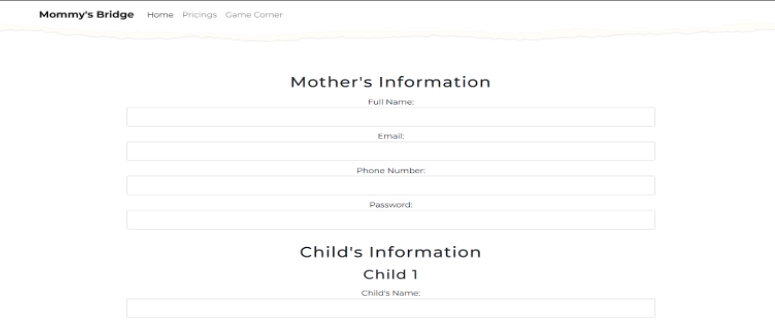 Mommy's Bridge Home Pricings Game Corner
Mother's Information
Full Name:
Email:
Phone Number:
Password:
Child's Information
Child 1
Child's Name: